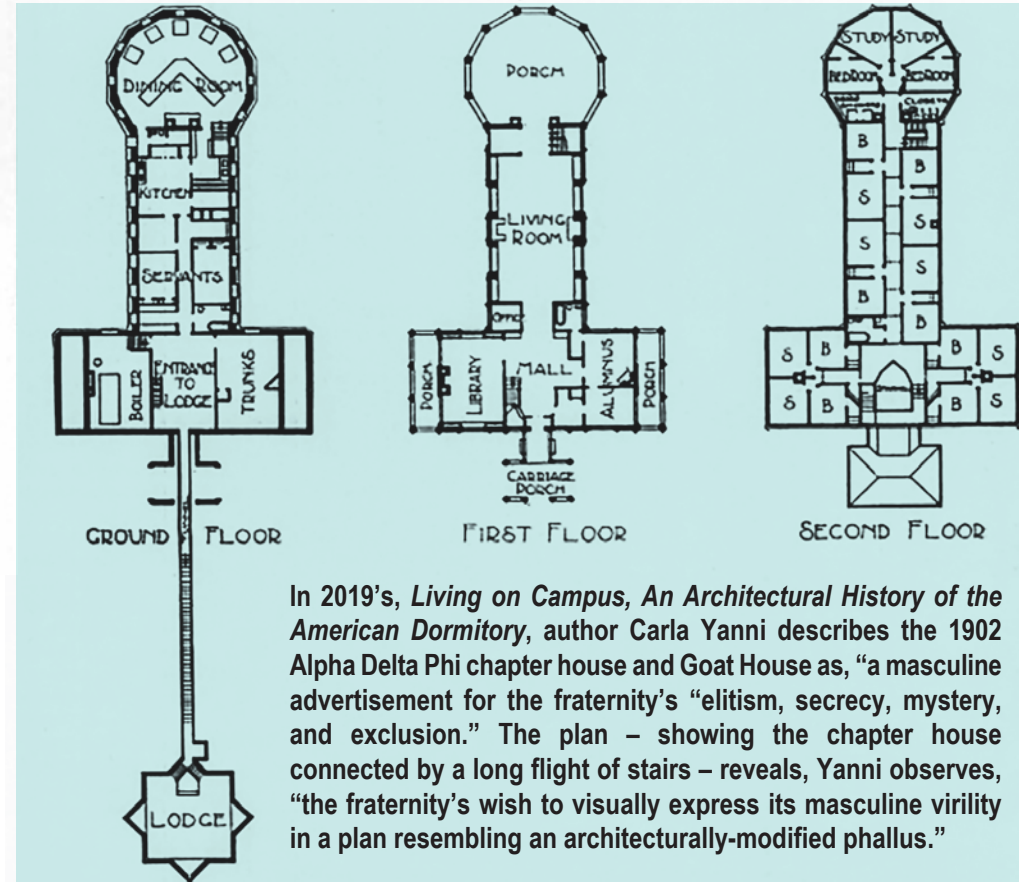 DINING ROOM
KITCHEN
SERVANTS
BOILER
ENTRANCE
TO
LODGE
TRUNKS
GROUND FLOOR
LODGE
PORCH
LIVING
ROOM
OFFICE
PORCH
LIBRARY
HALL
ALUMNUS
PORCH
CARRIAGE
PORCH
FIRST FLOOR
STUDY STUDY
BEDROOM BEDROOM
B
B
S
S
S
S
B
B
S B B S
S B B S
SECOND FLOOR
In 2019’s, Living on Campus, An Architectural History of the
American Dormitory, author Carla Yanni describes the 1902
Alpha Delta Phi chapter house and Goat House as, “a masculine
advertisement for the fraternity’s “elitism, secrecy, mystery,
and exclusion.” The plan – showing the chapter house
connected by a long flight of stairs – reveals, Yanni observes,
“the fraternity’s wish to visually express its masculine virility
in a plan resembling an architecturally-modified phallus.”